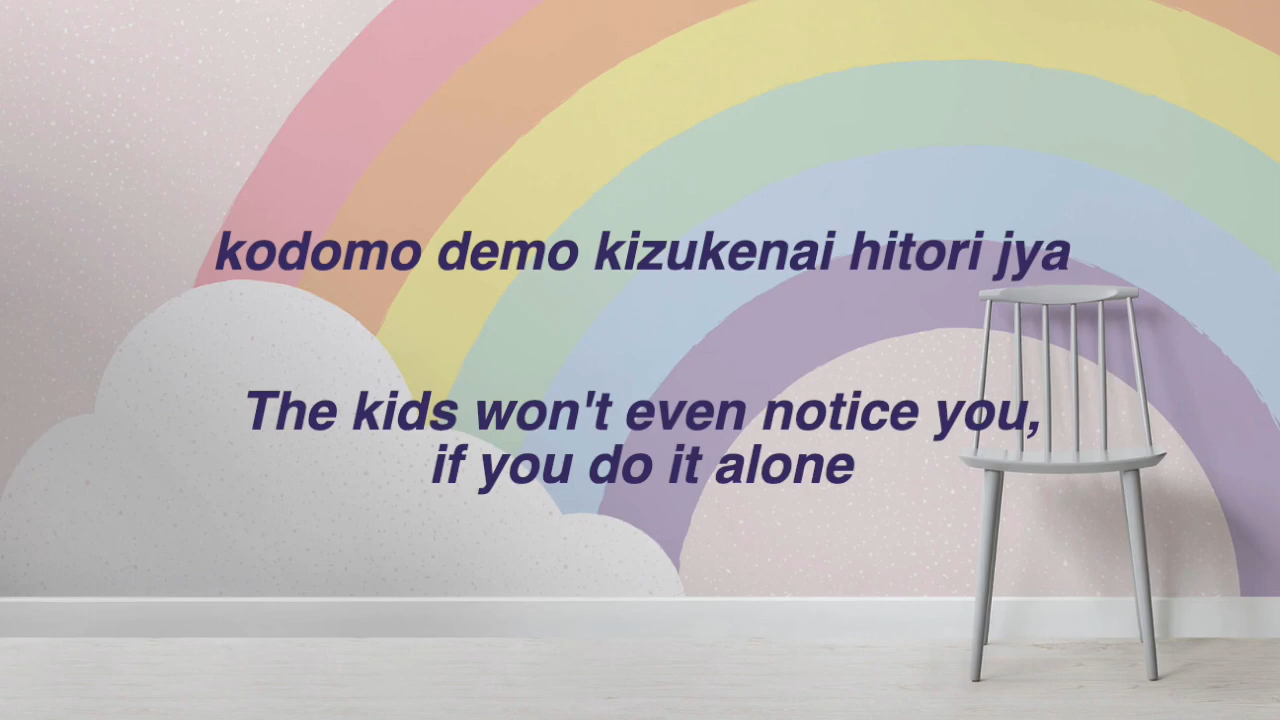 kodomo demo kizukenai hitori jya
The kids won't even notice you,
if you do it alone